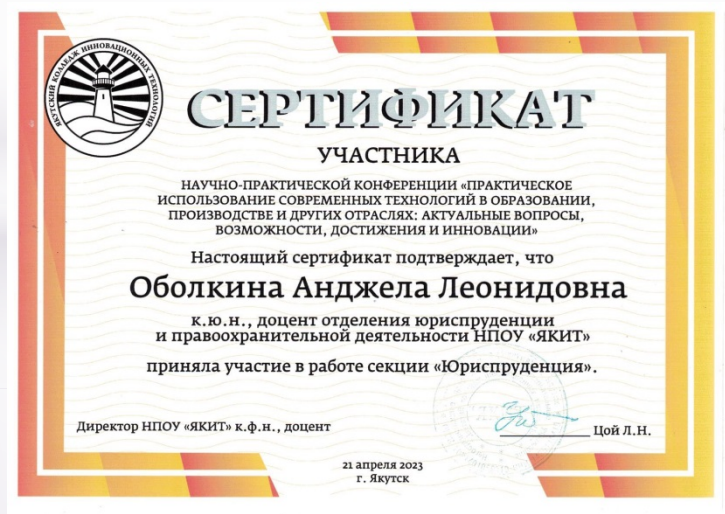 ЯКУТСКИЙ КОЛЛЕДЖ ИННОВАЦИОННЫХ ТЕХНОЛОГИЙ
СЕРТИФИКАТ
УЧАСТНИКА
НАУЧНО-ПРАКТИЧЕСКОЙ КОНФЕРЕНЦИИ «ПРАКТИЧЕСКОЕ
ИСПОЛЬЗОВАНИЕ СОВРЕМЕННЫХ ТЕХНОЛОГИЙ В ОБРАЗОВАНИИ,
ПРОИЗВОДСТВЕ И ДРУГИХ ОТРАСЛЯХ: АКТУАЛЬНЫЕ ВОПРОСЫ,
ВОЗМОЖНОСТИ, ДОСТИЖЕНИЯ И ИННОВАЦИИ»
Настоящий сертификат подтверждает, что
Оболкина Анджела Леонидовна
к.ю.н., доцент отделения юриспруденции
и правоохранительной деятельности НПОУ «ЯКИТ»
приняла участие в работе секции «Юриспруденция».
Директор НПОУ «ЯКИТ» к.ф.н., доцент
Цой Л.Н.
21 апреля 2023
г. Якутск